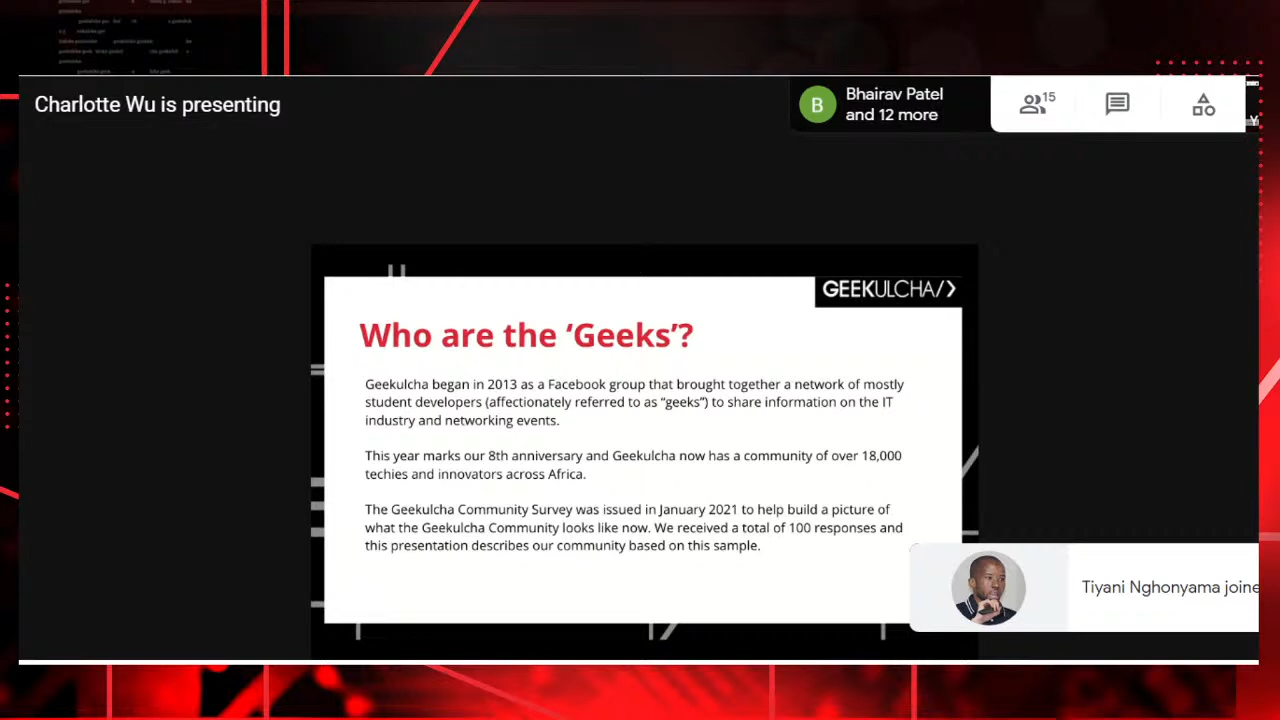 Charlotte Wu is presenting
B
Bhairav Patel
and 12 more
15
Y
GEEKULCHA/>
Who are the ‘Geeks’?
Geekulcha began in 2013 as a Facebook group that brought together a network of mostly
student developers (affectionately referred to as “geeks”) to share information on the IT
industry and networking events.
This year marks our 8th anniversary and Geekulcha now has a community of over 18,000
techies and innovators across Africa.
The Geekulcha Community Survey was issued in January 2021 to help build a picture of
what the Geekulcha Community looks like now. We received a total of 100 responses and
this presentation describes our community based on this sample.
Tiyani Nghonyama joine